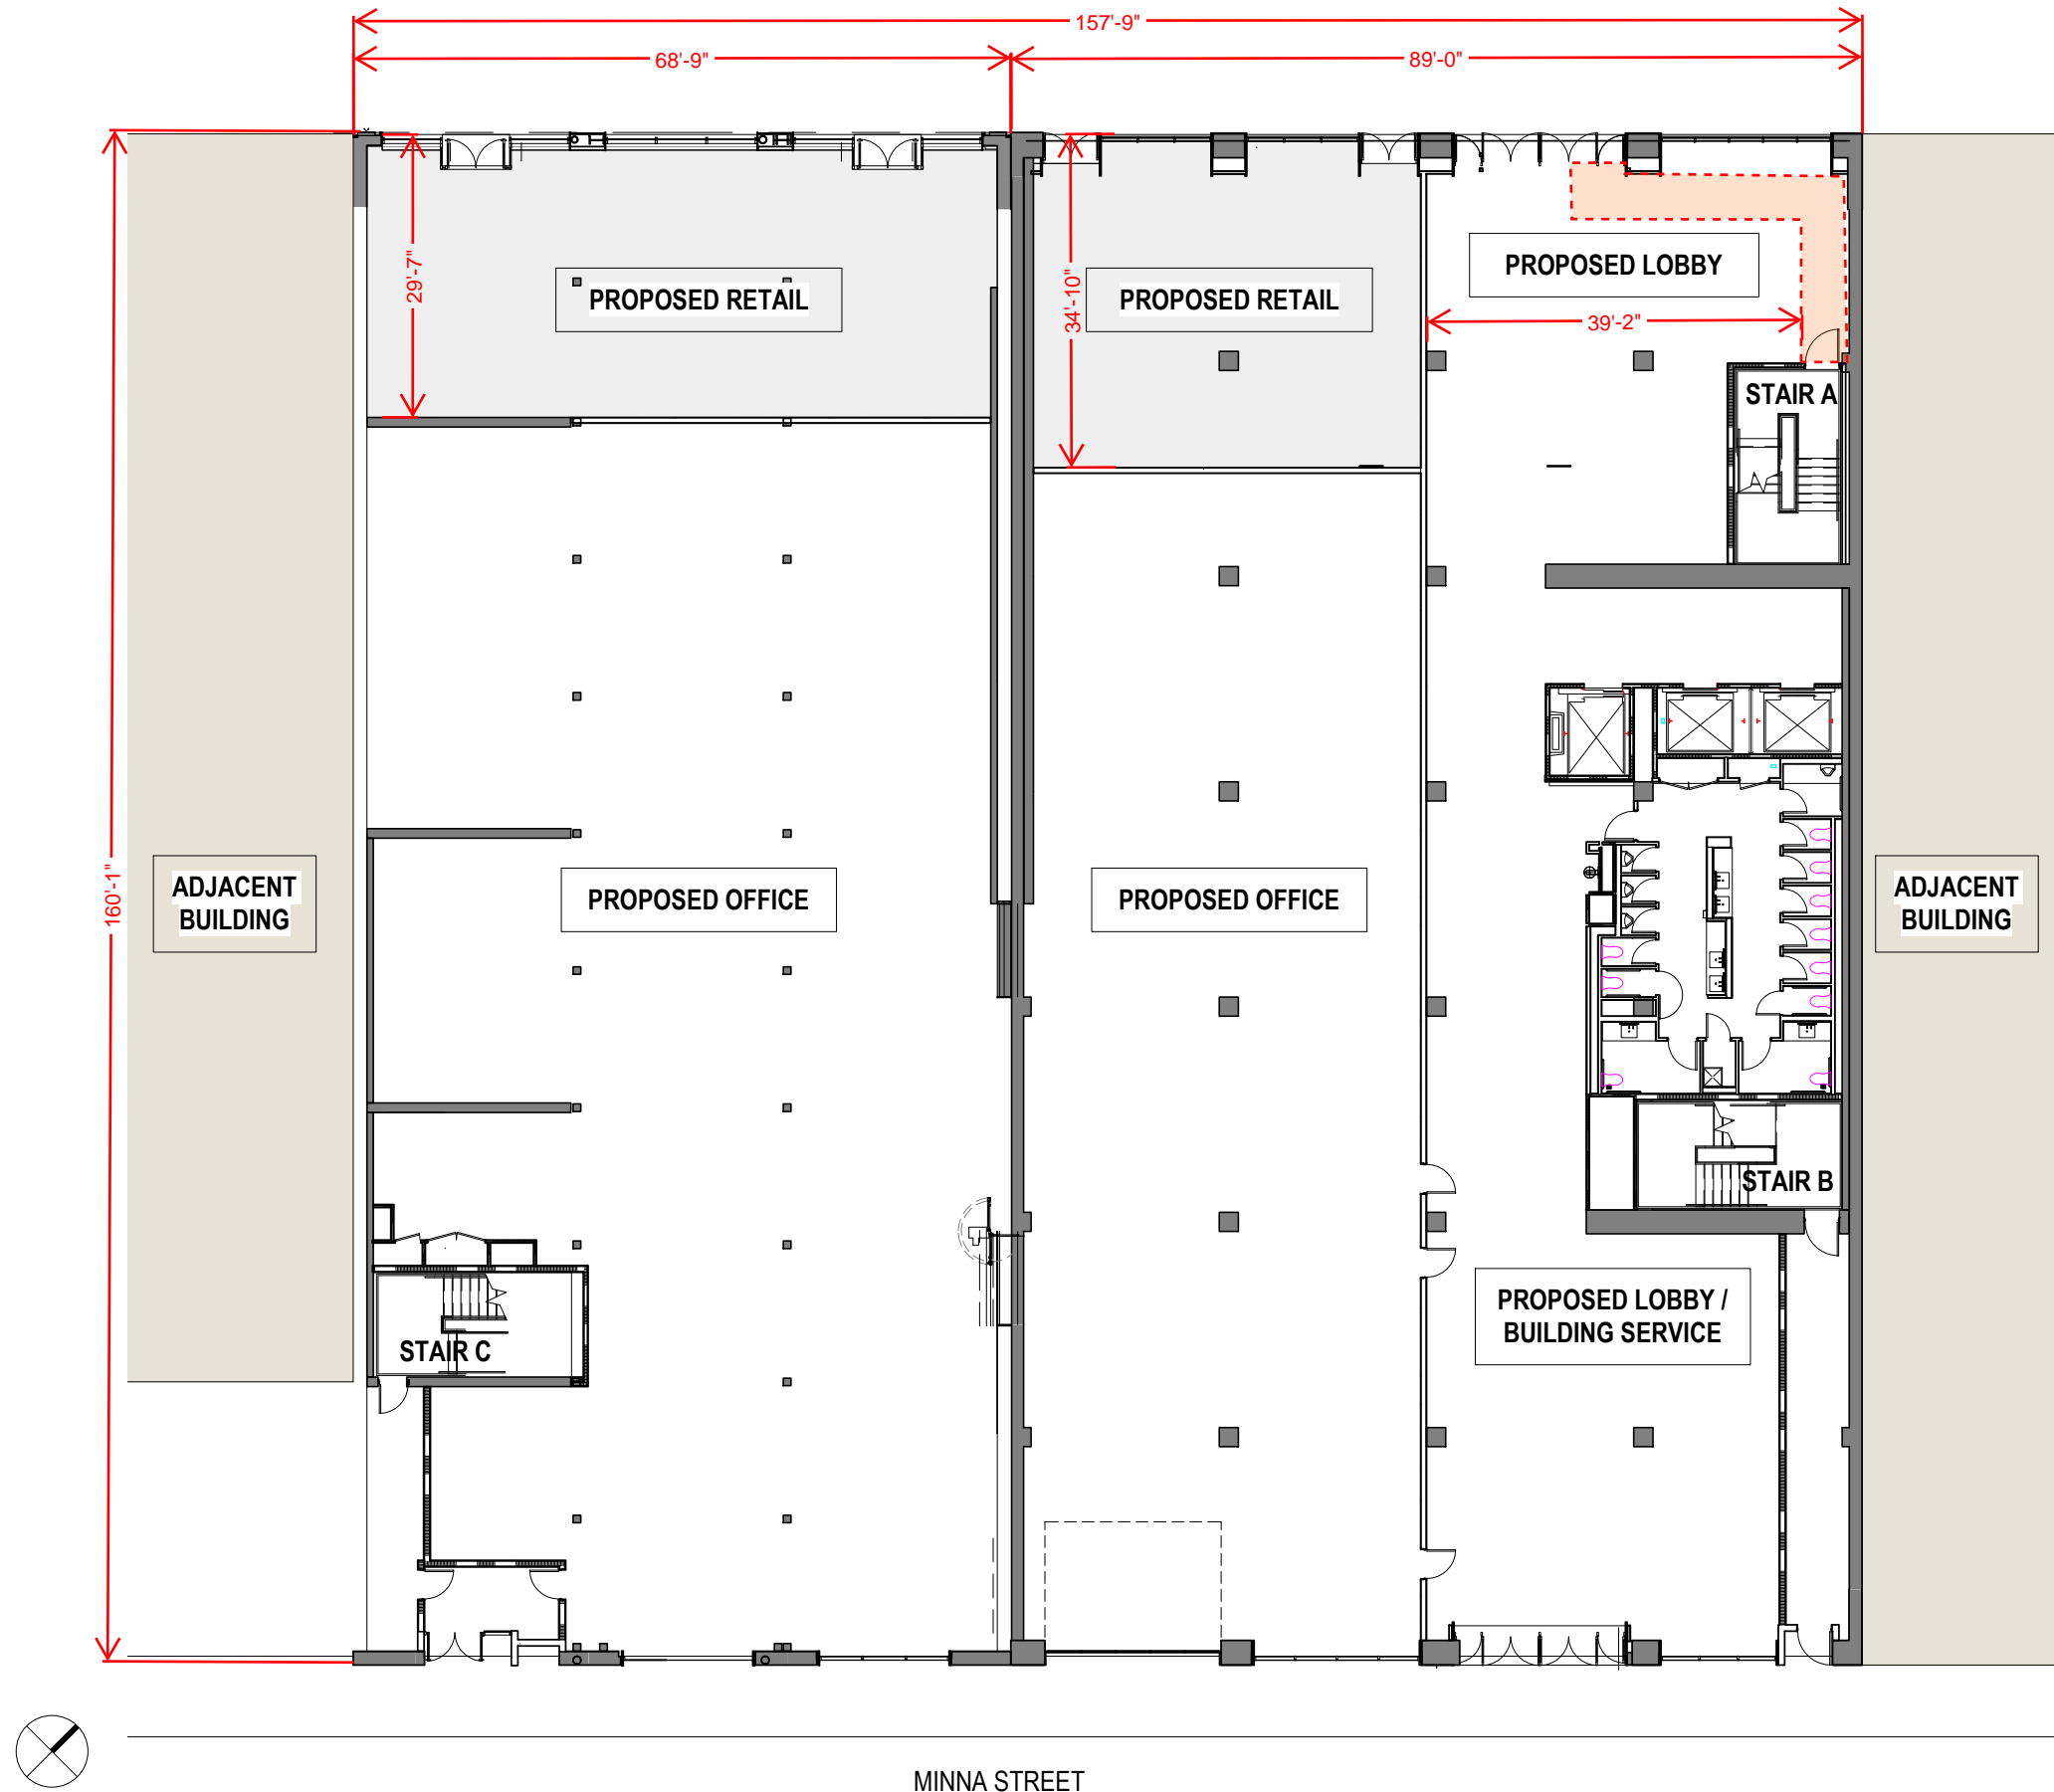 157'-9"
68'-9"
89'-0"
29'-7"
34'-10"
PROPOSED RETAIL
PROPOSED RETAIL
PROPOSED LOBBY
39'-2"
STAIR A
160'-1"
ADJACENT
BUILDING
PROPOSED OFFICE
PROPOSED OFFICE
ADJACENT
BUILDING
STAIR B
PROPOSED LOBBY /
BUILDING SERVICE
STAIR C
MINNA STREET